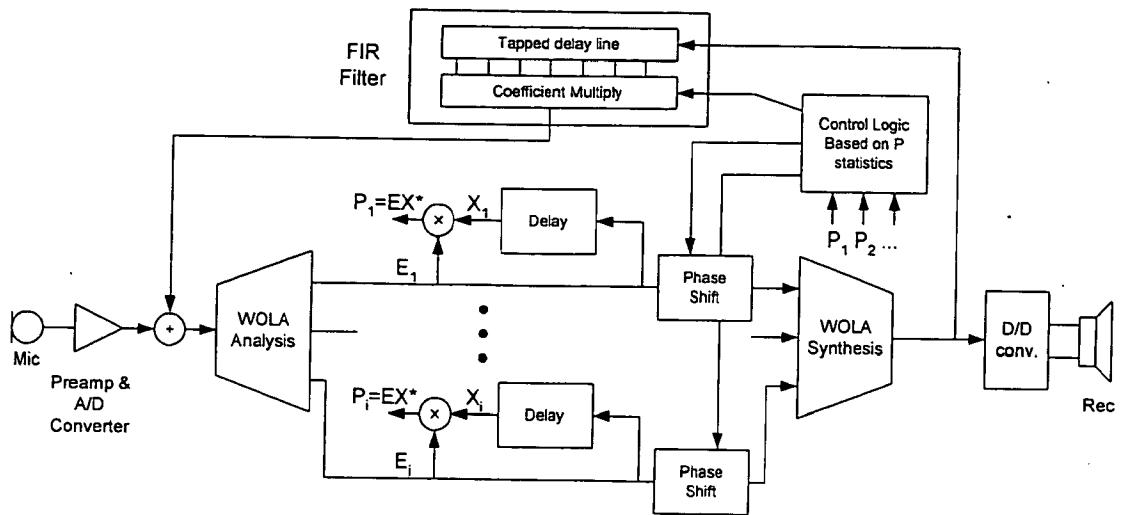 FIR
Filter
Tapped delay line
Coefficient Multiply
Control Logic
Based on P
statistics
P₁ P₂ ...
P₁=EX*
×
X₁
Delay
E₁
Phase
Shift
Mic
Preamp &
A/D
Converter
+
WOLA
Analysis
WOLA
Synthesis
D/D
conv.
Rec
Pᵢ=EX*
×
Xᵢ
Delay
Eᵢ
Phase
Shift